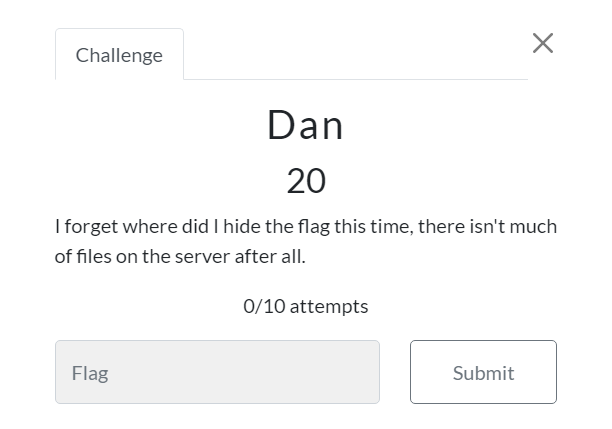 Challenge
Dan
20
I forget where did I hide the flag this time, there isn't much
of files on the server after all.
0/10 attempts
Flag
Submit